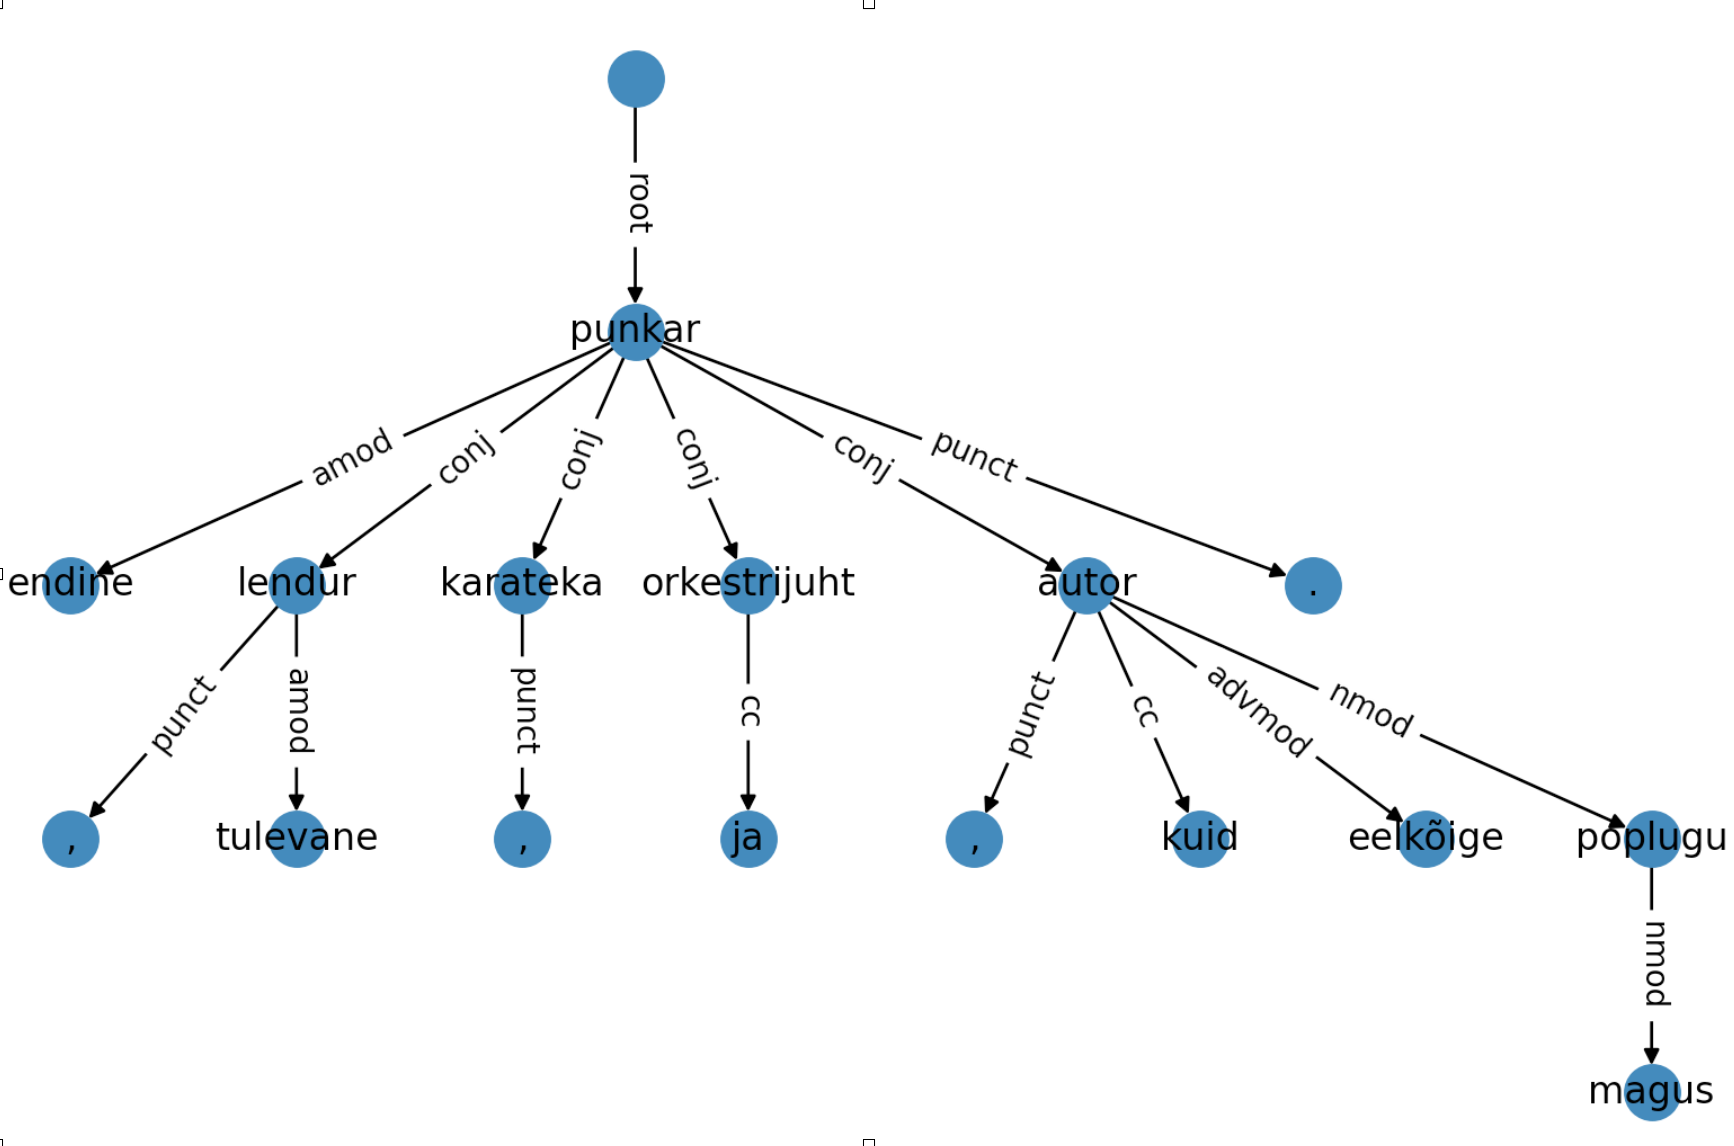 root
punkar
amod conj conj conj conj punct
endine lendur karateka orkestrijuht autor .
punct amod punct cc punct cc advmod nmod
, tulevane , ja , kuid eelkõige poplugu
nmod
magus